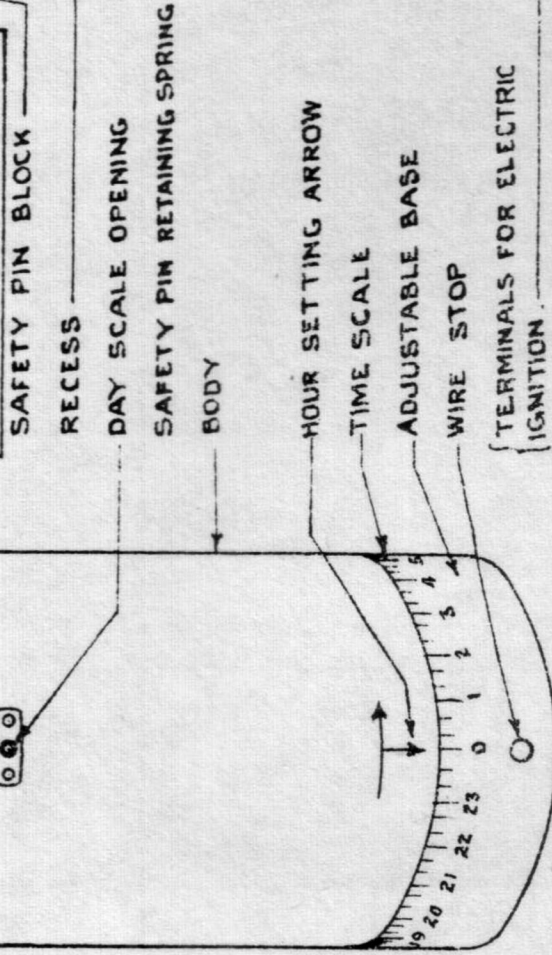 SAFETY PIN BLOCK
RECESS
DAY SCALE OPENING
SAFETY PIN RETAINING SPRING
BODY
HOUR SETTING ARROW
TIME SCALE
ADJUSTABLE BASE
WIRE STOP
TERMINALS FOR ELECTRIC
IGNITION
19 20 21 22 23 0 1 2 3 4 5